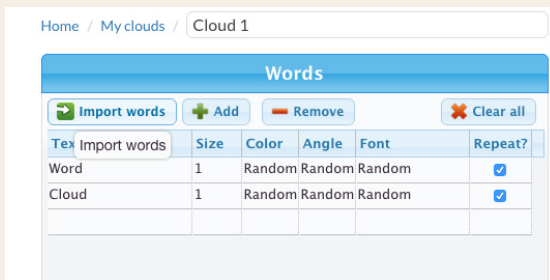 Home / My clouds / Cloud 1
Words
Import words Add Remove Clear all
Tex Import words Size Color Angle Font Repeat?
Word 1 Random Random Random
Cloud 1 Random Random Random